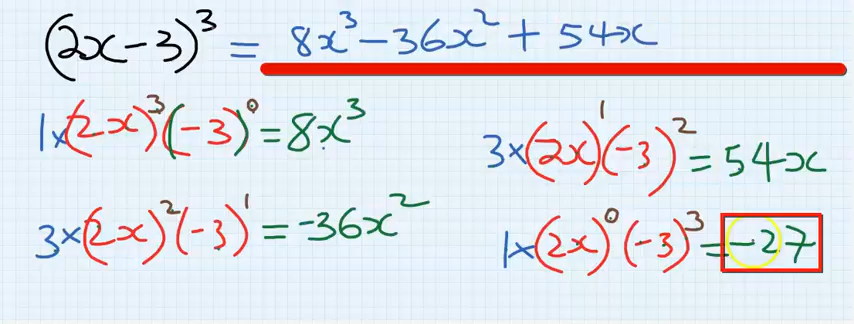 (2x-3)³ = 8x³ - 36x² + 54x
1×(2x)³(-3)⁰ = 8x³
3×(2x)²(-3)¹ = -36x²
3×(2x)¹(-3)² = 54x
1×(2x)⁰(-3)³ = -27